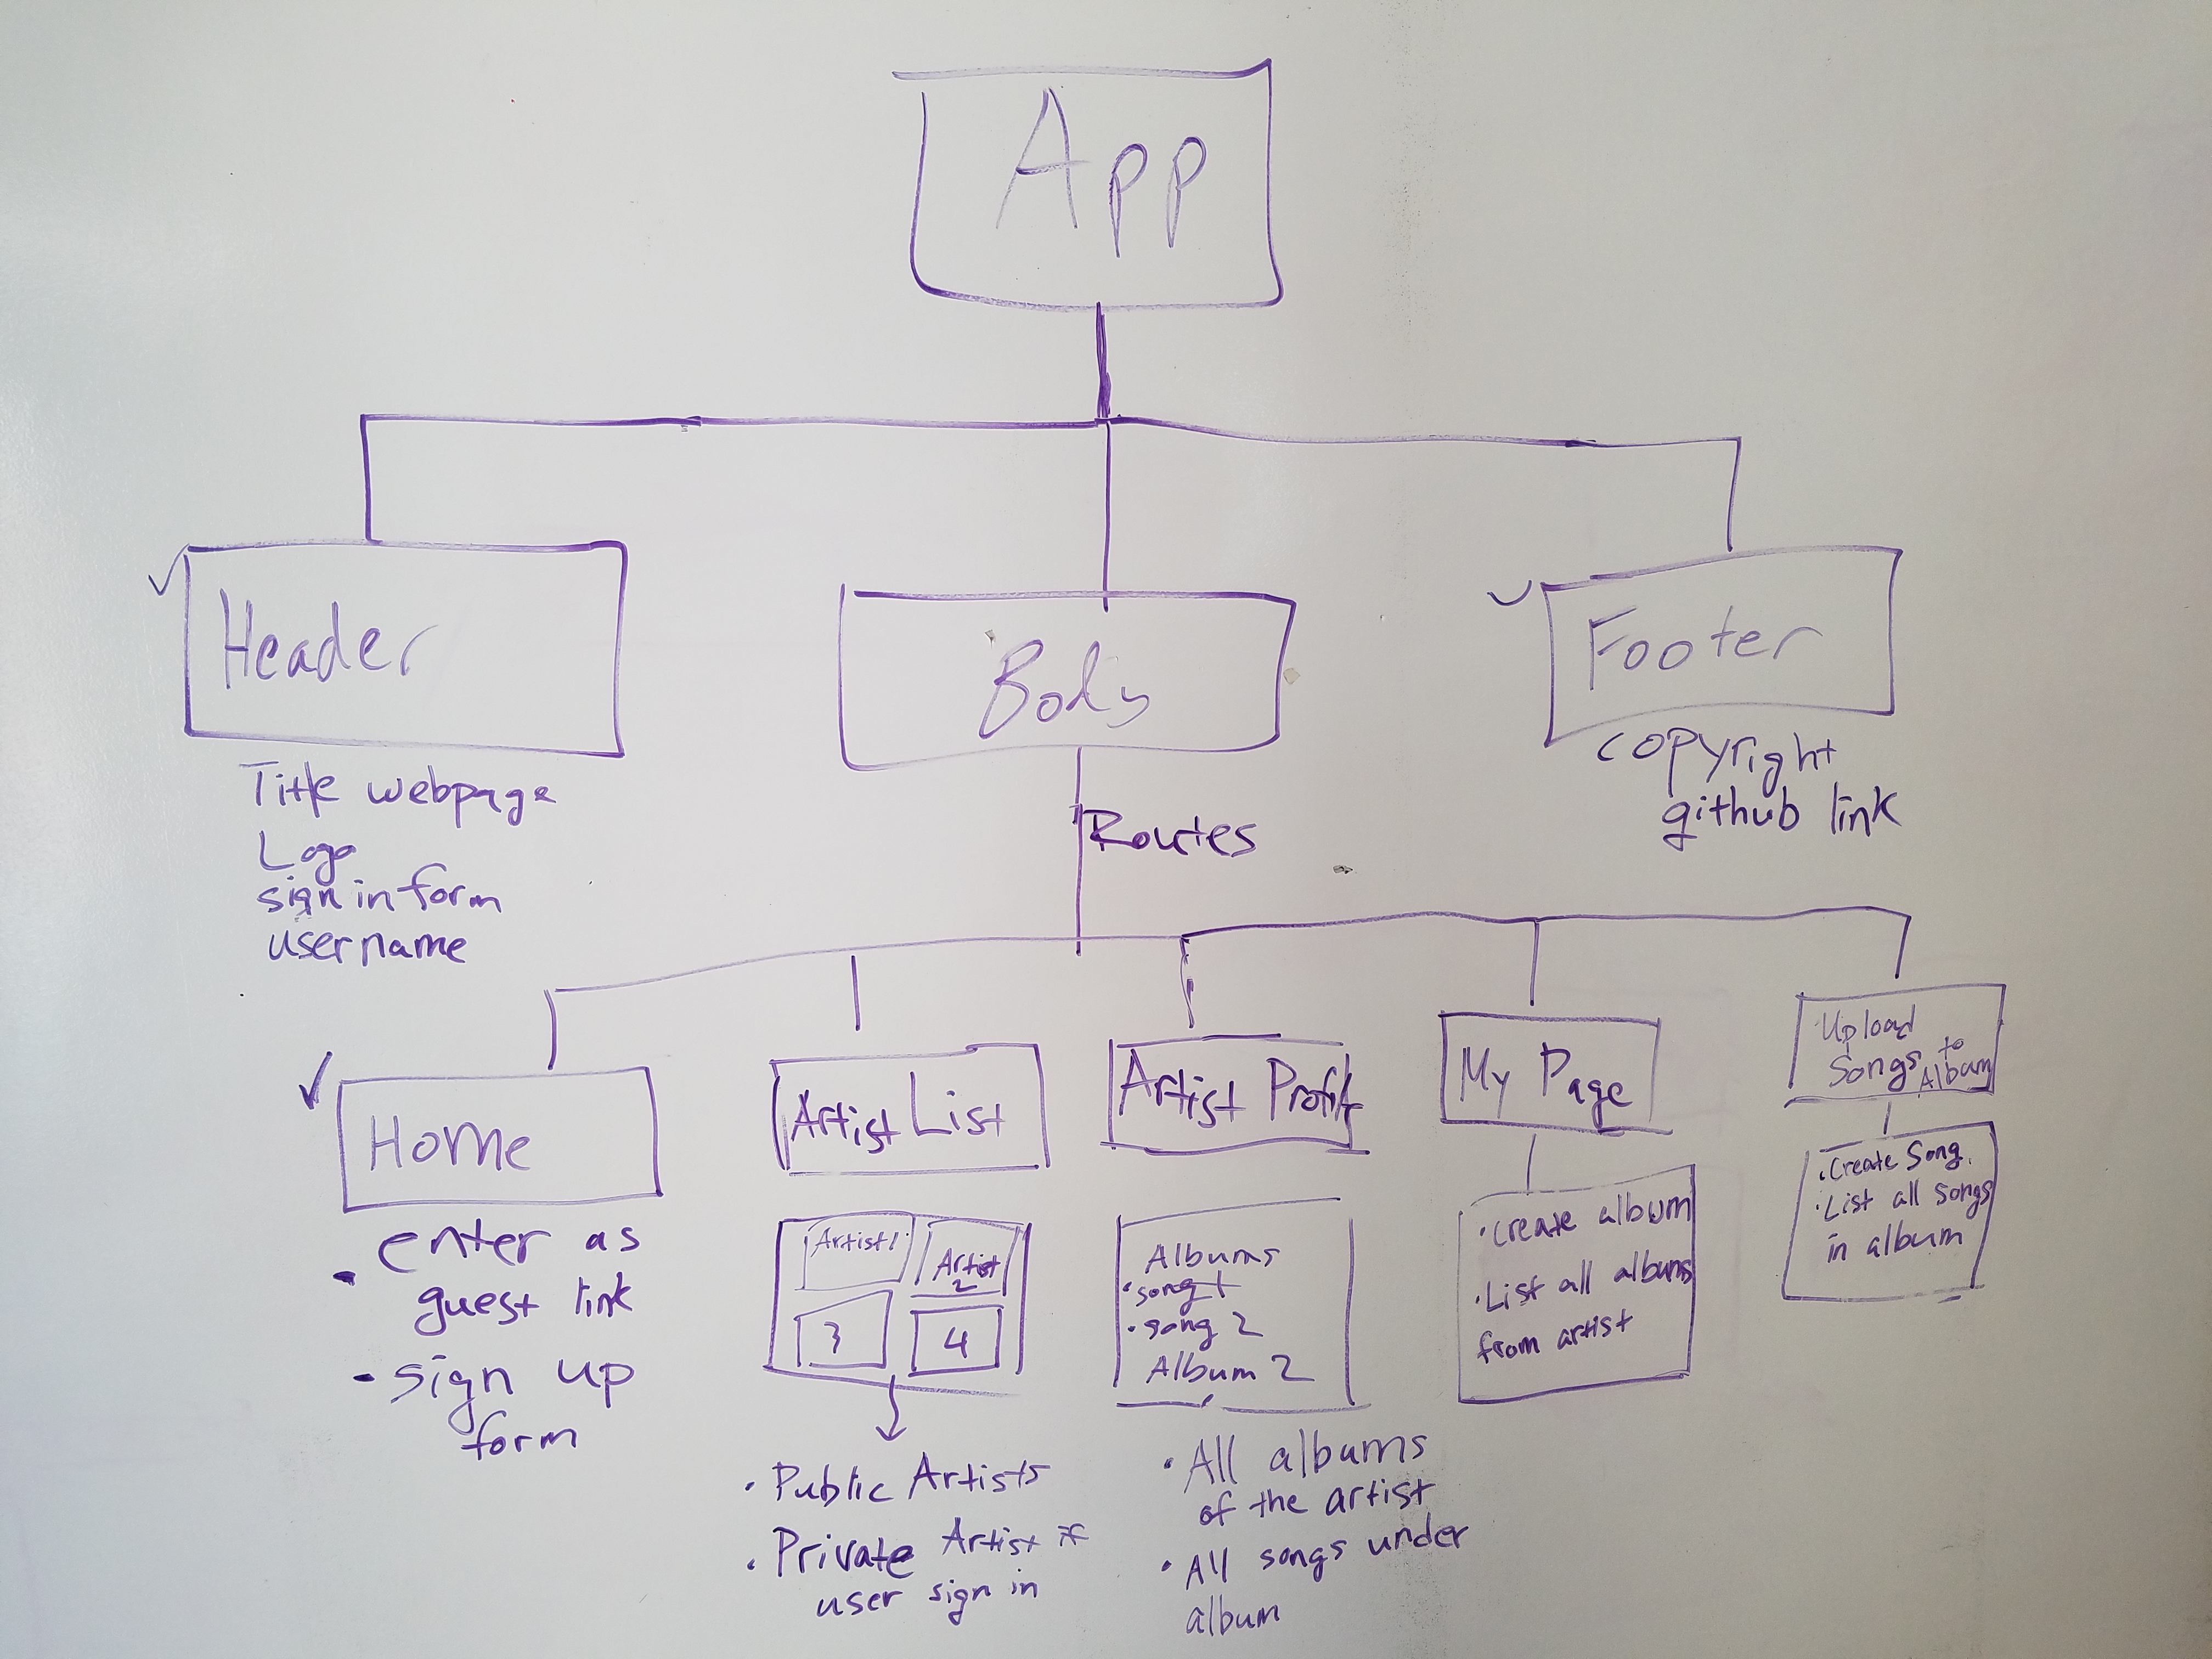 App
Header
Body
Footer
Title webpage
Logo
sign in form
username
copyright
github link
Routes
Home
enter as
guest link
sign up
form
Artist List
Artist 1
Artist
2
3
4
Public Artists
Private Artist if
user sign in
Artist Profile
Albums
song 1
song 2
Album 2
All albums
of the artist
All songs under
album
My Page
create album
List all albums
from artist
Upload
Songs to
Album
Create Song
List all songs
in album